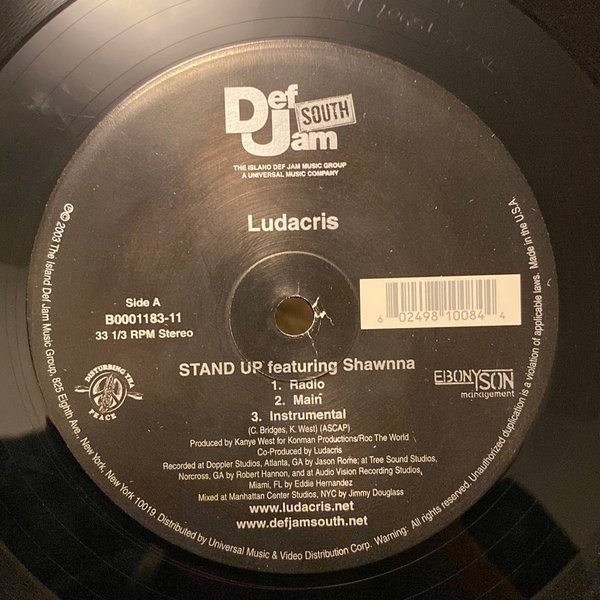 Def
Jam
SOUTH
THE ISLAND DEF JAM MUSIC GROUP
A UNIVERSAL MUSIC COMPANY
Ludacris
Side A
B0001183-11
33 1/3 RPM Stereo
6 02498 10084 4
STAND UP featuring Shawnna
1. Radio
2. Main
3. Instrumental
(C. Bridges, K. West) (ASCAP)
Produced by Kanye West for Konman Productions/Roc The World
Co-Produced by Ludacris
Recorded at Doppler Studios, Atlanta, GA by Jason Rome; at Tree Sound Studios,
Norcross, GA by Robert Hannon, and at Audio Vision Recording Studios,
Miami, FL by Eddie Hernandez
Mixed at Manhattan Center Studios, NYC by Jimmy Douglass
www.ludacris.net
www.defjamsouth.net
DISTURBING THA
PEACE
EBONYSON
management
℗© 2003 The Island Def Jam Music Group, 825 Eighth Ave., New York, New York 10019. Distributed by Universal Music & Video Distribution Corp. Warning: All rights reserved. Unauthorized duplication is a violation of applicable laws. Made in the U.S.A.